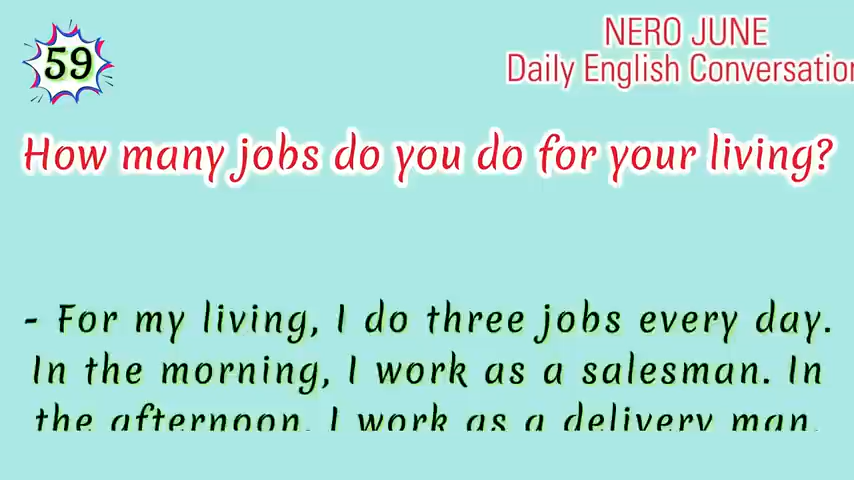 59
NERO JUNE
Daily English Conversation
How many jobs do you do for your living?
- For my living, I do three jobs every day.
In the morning, I work as a salesman. In
the afternoon, I work as a delivery man.